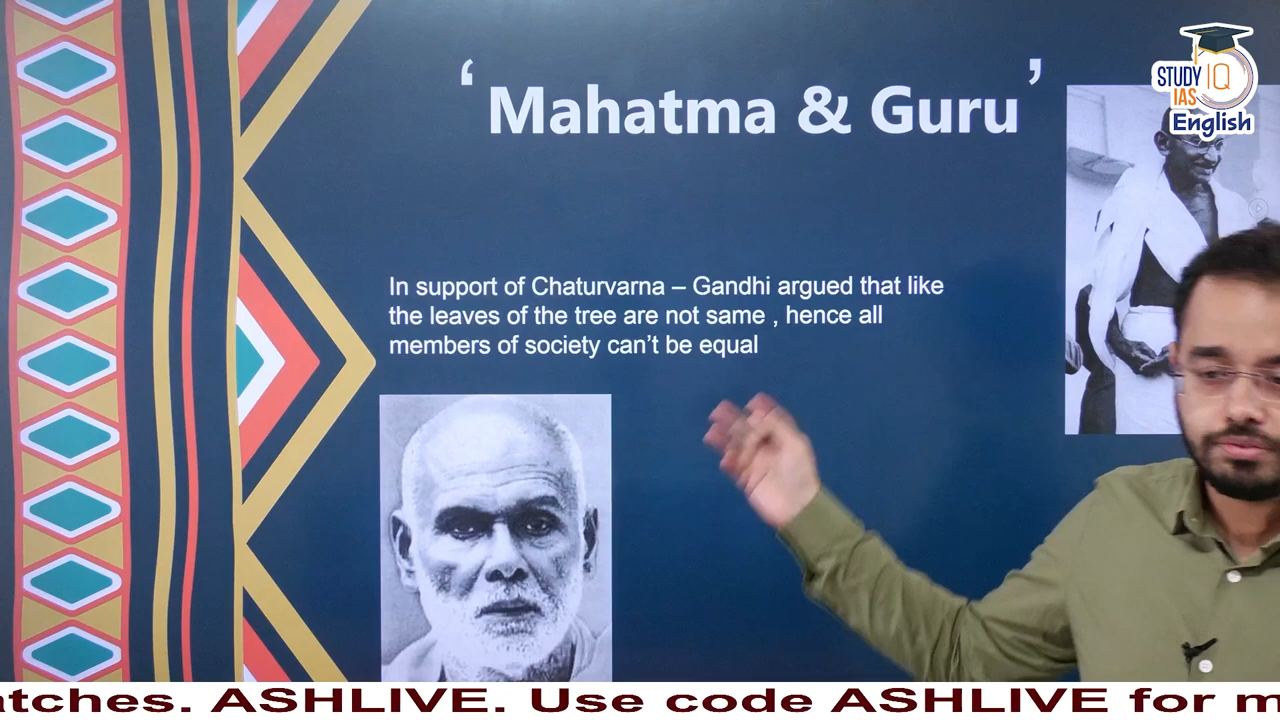 ‘ Mahatma & Guru ’
STUDY IQ
IAS
English
In support of Chaturvarna – Gandhi argued that like
the leaves of the tree are not same , hence all
members of society can’t be equal
atches. ASHLIVE. Use code ASHLIVE for m